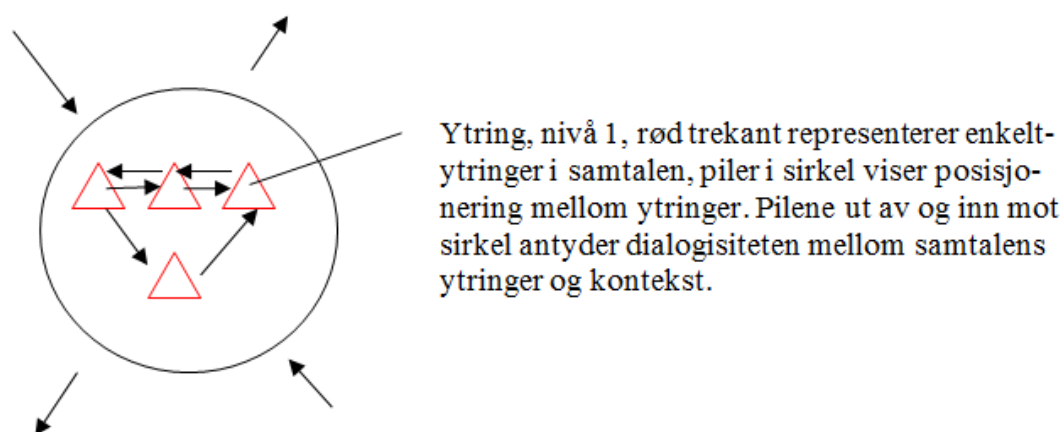 Ytring, nivå 1, rød trekant representerer enkelt-
ytringer i samtalen, piler i sirkel viser posisjo-
nering mellom ytringer. Pilene ut av og inn mot
sirkel antyder dialogisiteten mellom samtalens
ytringer og kontekst.